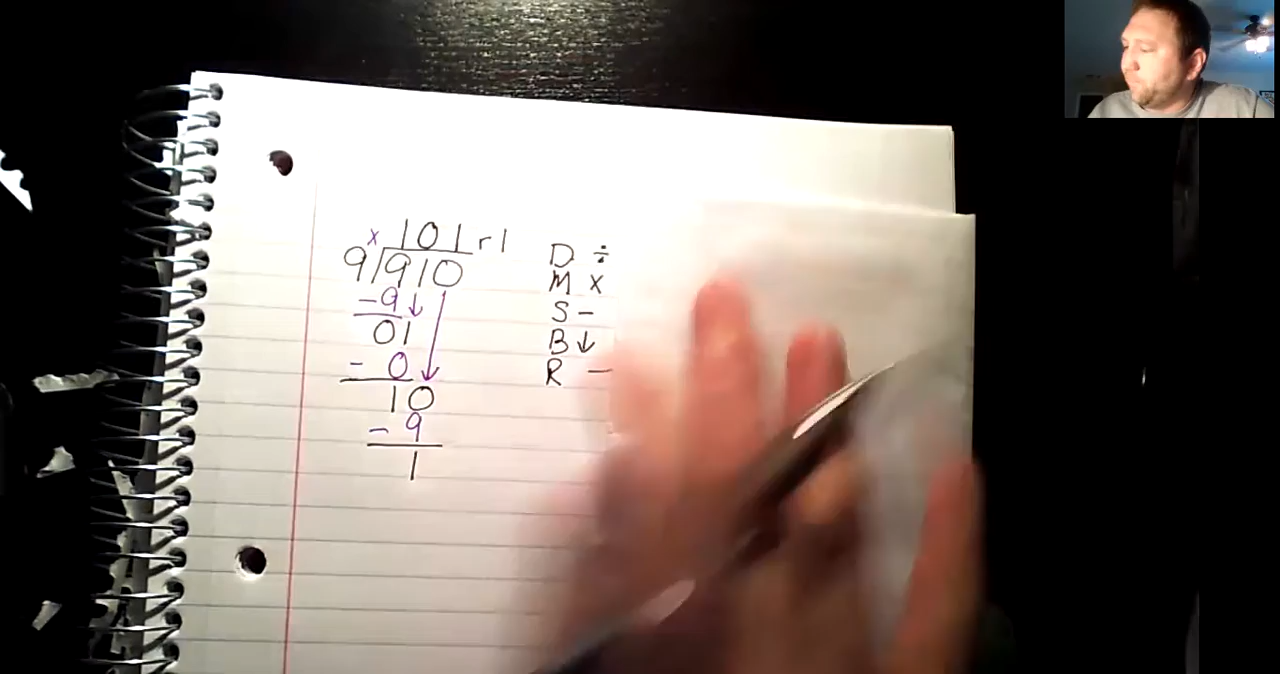 x 101 r1
9)910
-9↓
01
- 0↓
10
- 9
1
D ÷
M x
S -
B ↓
R -